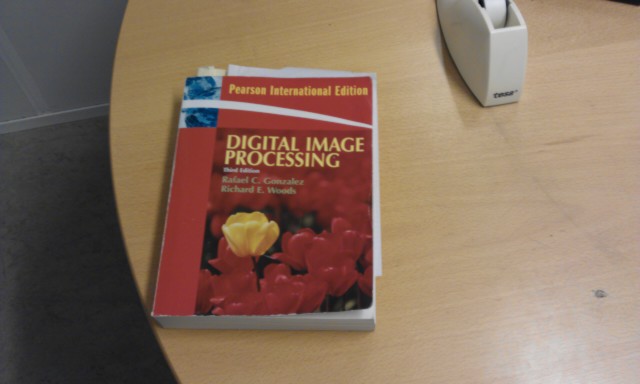 Pearson International Edition
DIGITAL IMAGE
PROCESSING
Third Edition
Rafael C. Gonzalez
Richard E. Woods
tesa